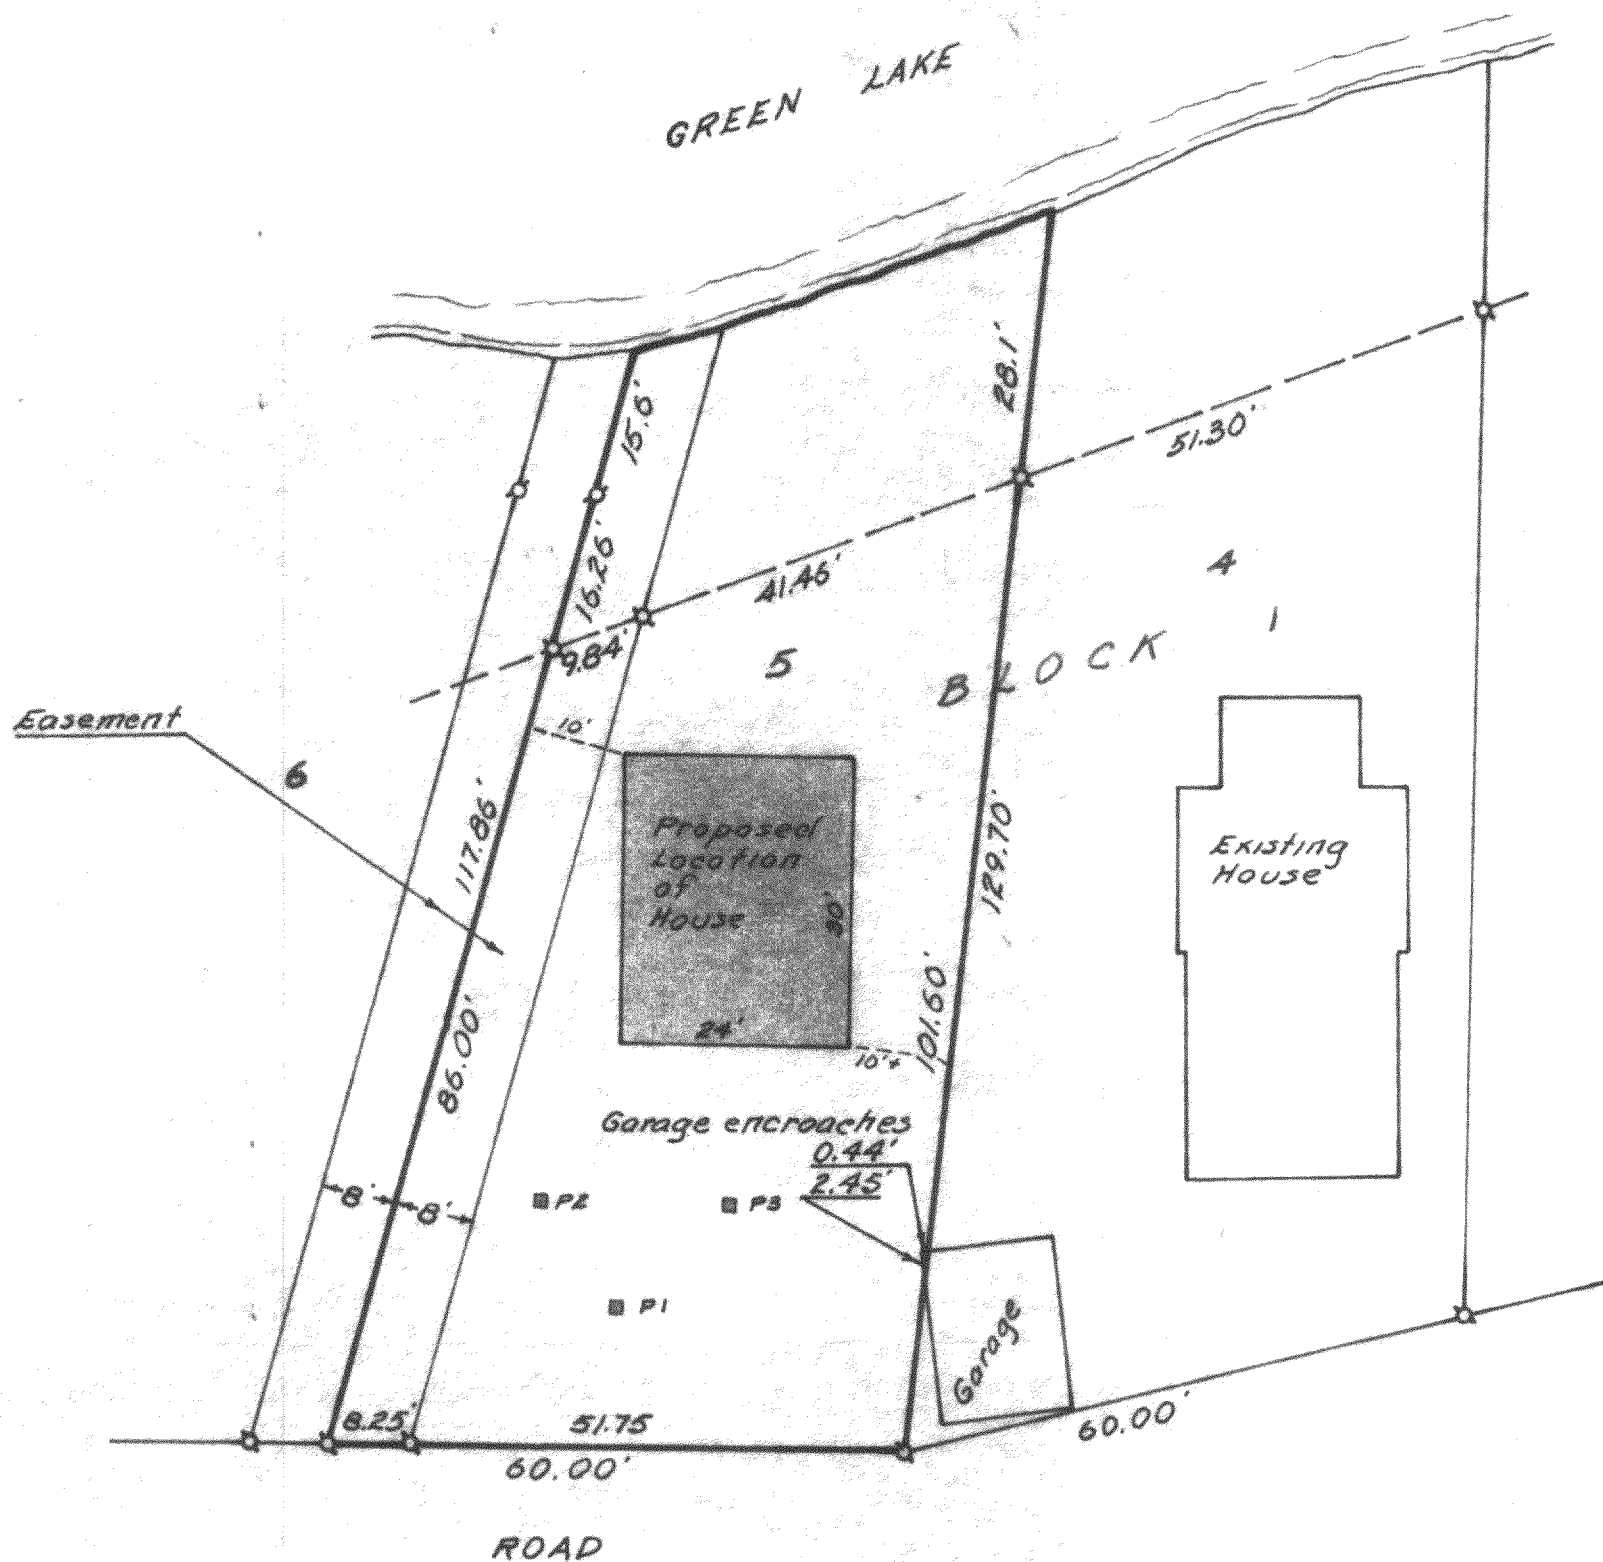 GREEN LAKE
28.1'
15.6'
51.30'
16.26'
41.46'
4
9.84'
5
BLOCK 1
Easement
10'
6
117.86'
Proposed
Location
of
House
30'
24'
129.70'
Existing
House
101.60'
10'+
86.00'
Garage encroaches
0.44'
2.45'
8'
8'
P2
P3
P1
Garage
8.25'
51.75
60.00'
60.00'
ROAD